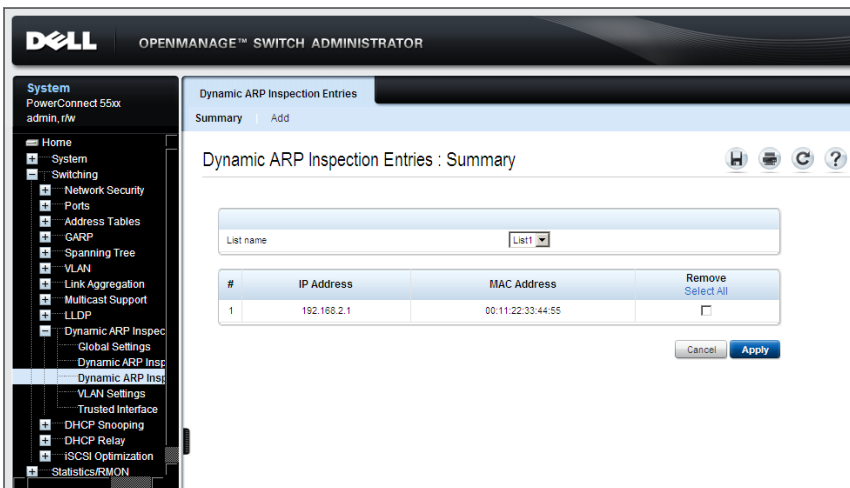 DELL
OPENMANAGE™ SWITCH ADMINISTRATOR
System
PowerConnect 55xx
admin, r/w
Home
System
Switching
Network Security
Ports
Address Tables
GARP
Spanning Tree
VLAN
Link Aggregation
Multicast Support
LLDP
Dynamic ARP Inspec
Global Settings
Dynamic ARP Insp
Dynamic ARP Insp
VLAN Settings
Trusted Interface
DHCP Snooping
DHCP Relay
iSCSI Optimization
Statistics/RMON
Dynamic ARP Inspection Entries
Summary Add
Dynamic ARP Inspection Entries : Summary
List name List1
# IP Address MAC Address Remove
Select All
1 192.168.2.1 00:11:22:33:44:55
Cancel Apply